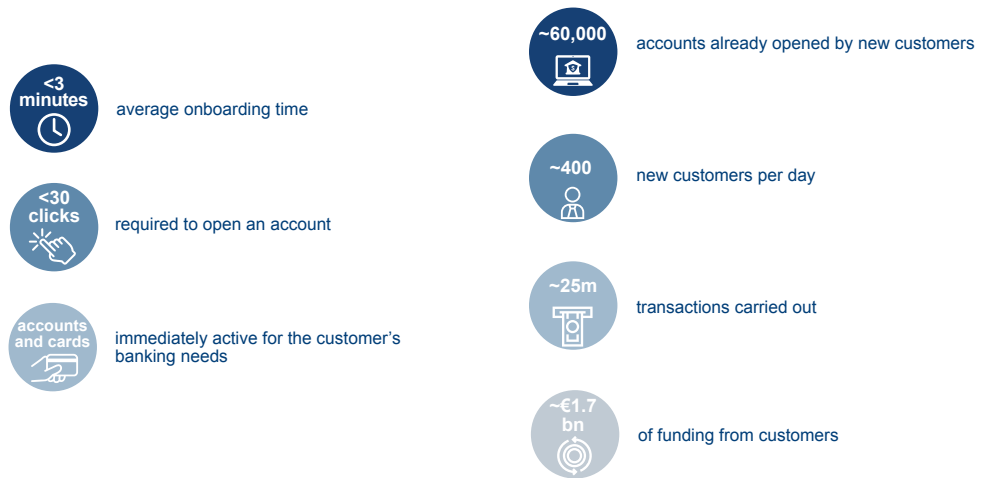 <3
minutes
average onboarding time
<30
clicks
required to open an account
accounts
and cards
immediately active for the customer's
banking needs
~60,000
accounts already opened by new customers
~400
new customers per day
~25m
transactions carried out
~€1.7
bn
of funding from customers